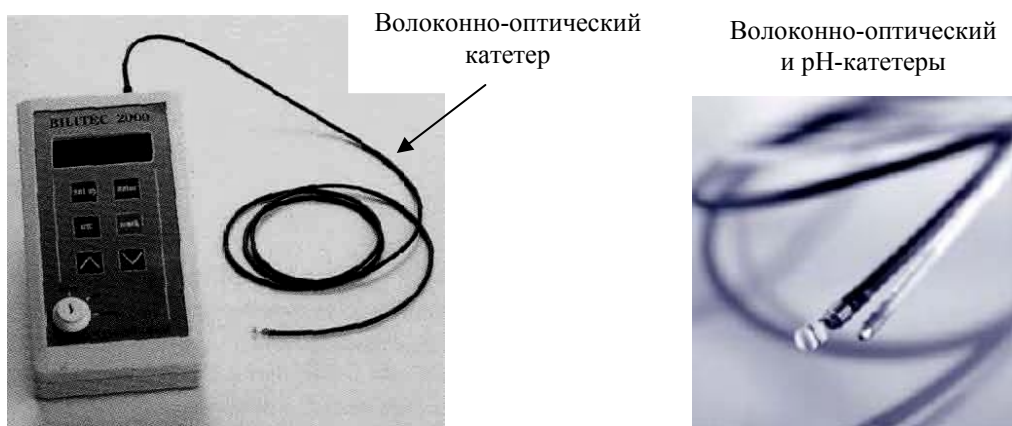 Волоконно-оптический
катетер
Волоконно-оптический
и pH-катетеры
BILITEC 2000